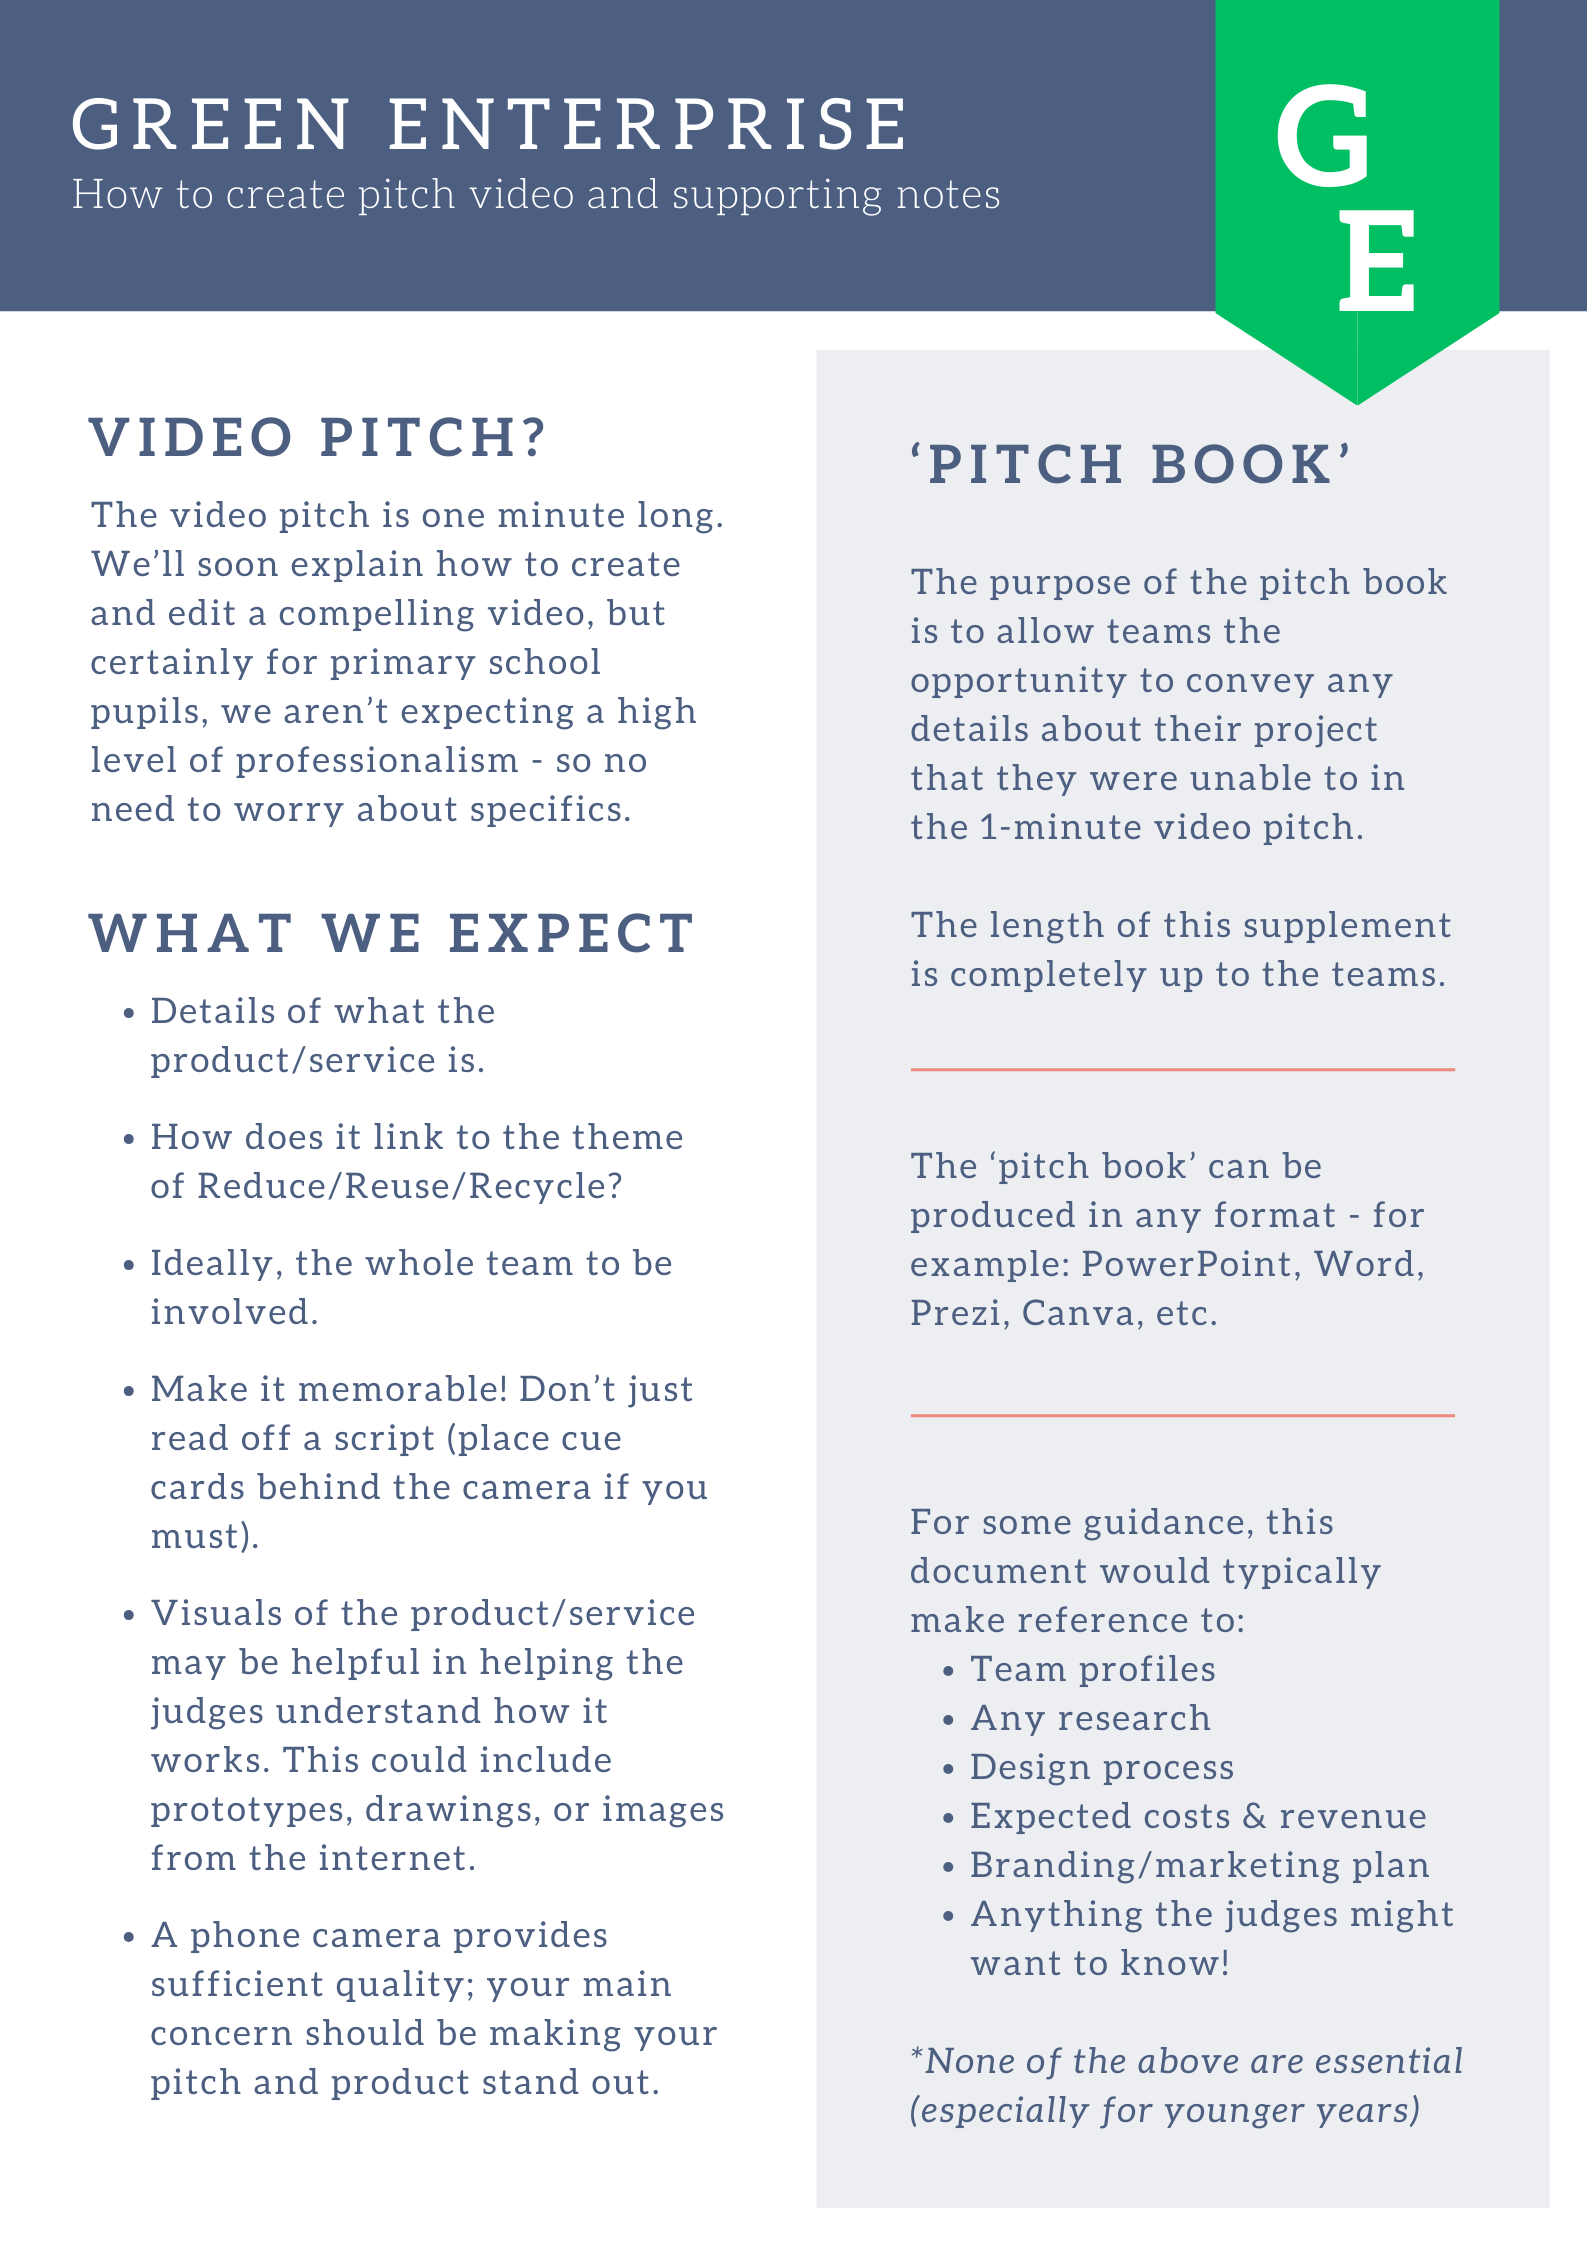 GREEN ENTERPRISE
How to create pitch video and supporting notes
G
E
VIDEO PITCH?
The video pitch is one minute long.
We’ll soon explain how to create
and edit a compelling video, but
certainly for primary school
pupils, we aren’t expecting a high
level of professionalism - so no
need to worry about specifics.
WHAT WE EXPECT
• Details of what the
product/service is.
• How does it link to the theme
of Reduce/Reuse/Recycle?
• Ideally, the whole team to be
involved.
• Make it memorable! Don’t just
read off a script (place cue
cards behind the camera if you
must).
• Visuals of the product/service
may be helpful in helping the
judges understand how it
works. This could include
prototypes, drawings, or images
from the internet.
• A phone camera provides
sufficient quality; your main
concern should be making your
pitch and product stand out.
‘PITCH BOOK’
The purpose of the pitch book
is to allow teams the
opportunity to convey any
details about their project
that they were unable to in
the 1-minute video pitch.
The length of this supplement
is completely up to the teams.
The ‘pitch book’ can be
produced in any format - for
example: PowerPoint, Word,
Prezi, Canva, etc.
For some guidance, this
document would typically
make reference to:
• Team profiles
• Any research
• Design process
• Expected costs & revenue
• Branding/marketing plan
• Anything the judges might
want to know!
*None of the above are essential
(especially for younger years)